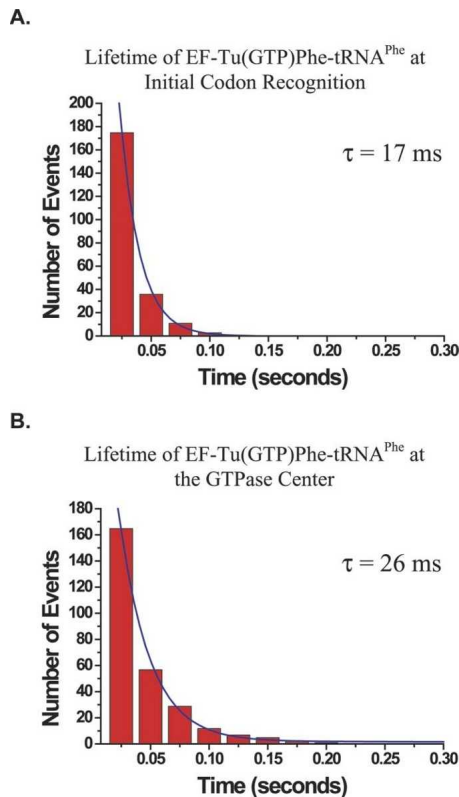 A.
Lifetime of EF-Tu(GTP)Phe-tRNAPhe at
Initial Codon Recognition
200
180
160
140
120
100
80
60
40
20
0
Number of Events
τ = 17 ms
0.05 0.10 0.15 0.20 0.25 0.30
Time (seconds)
B.
Lifetime of EF-Tu(GTP)Phe-tRNAPhe at
the GTPase Center
180
160
140
120
100
80
60
40
20
0
Number of Events
τ = 26 ms
0.05 0.10 0.15 0.20 0.25 0.30
Time (seconds)